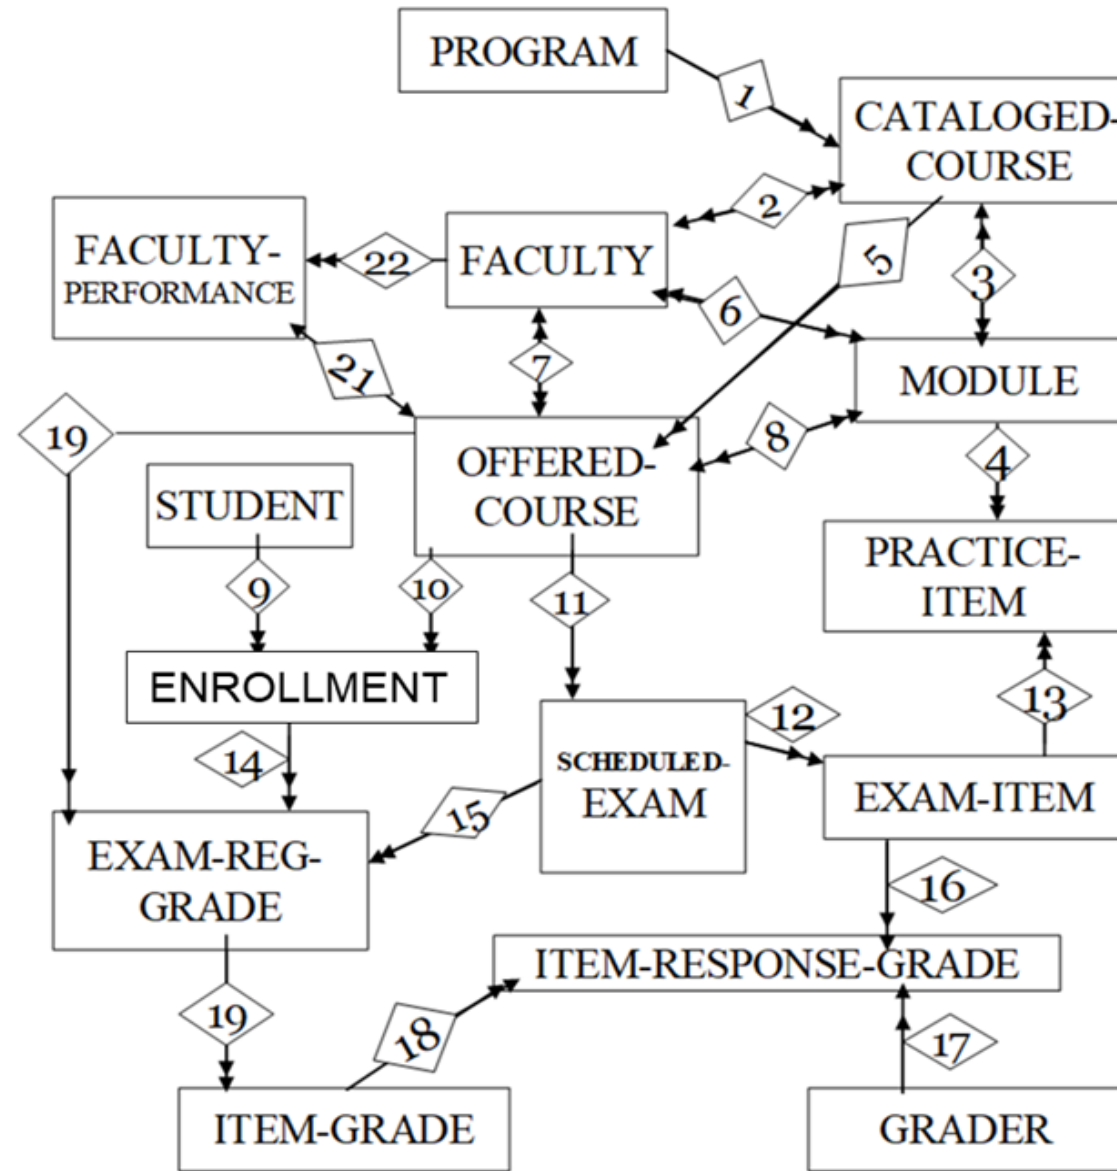 PROGRAM
1
CATALOGED-
COURSE
2
FACULTY-
PERFORMANCE
22
FACULTY
5
3
6
21
7
MODULE
19
8
4
OFFERED-
COURSE
STUDENT
PRACTICE-
ITEM
9
10
11
ENROLLMENT
12
13
14
SCHEDULED-
EXAM
15
EXAM-ITEM
EXAM-REG-
GRADE
16
ITEM-RESPONSE-GRADE
19
18
17
ITEM-GRADE
GRADER